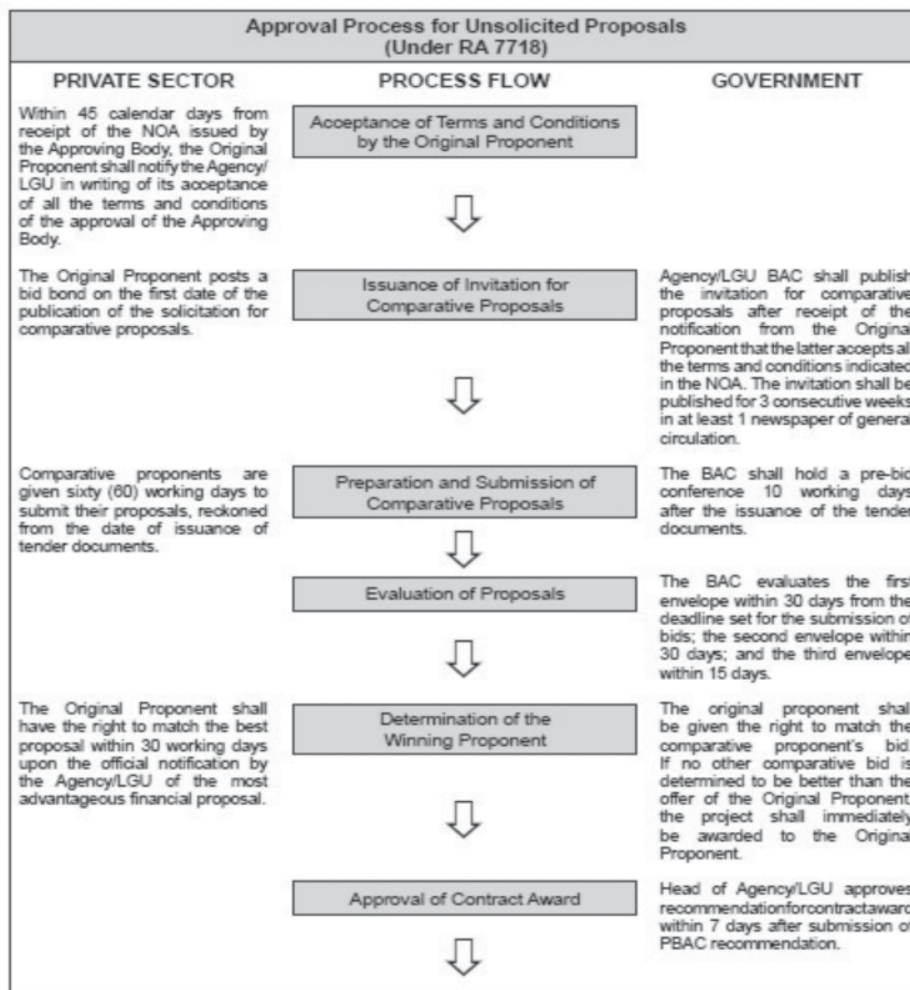 Approval Process for Unsolicited Proposals
(Under RA 7718)
PRIVATE SECTOR
PROCESS FLOW
GOVERNMENT
Within 45 calendar days from
receipt of the NOA issued by
the Approving Body, the Original
Proponent shall notify the Agency/
LGU in writing of its acceptance
of all the terms and conditions
of the approval of the Approving
Body.
Acceptance of Terms and Conditions
by the Original Proponent
The Original Proponent posts a
bid bond on the first date of the
publication of the solicitation for
comparative proposals.
Issuance of Invitation for
Comparative Proposals
Agency/LGU BAC shall publish
the invitation for comparative
proposals after receipt of the
notification from the Original
Proponent that the latter accepts al
the terms and conditions indicated
in the NOA. The invitation shall be
published for 3 consecutive weeks
in at least 1 newspaper of general
circulation.
Comparative proponents are
given sixty (60) working days to
submit their proposals, reckoned
from the date of issuance of
tender documents.
Preparation and Submission of
Comparative Proposals
The BAC shall hold a pre-bid
conference 10 working days
after the issuance of the tender
documents.
Evaluation of Proposals
The BAC evaluates the first
envelope within 30 days from the
deadline set for the submission of
bids; the second envelope within
30 days; and the third envelope
within 15 days.
The Original Proponent shall
have the right to match the best
proposal within 30 working days
upon the official notification by
the Agency/LGU of the most
advantageous financial proposal.
Determination of the
Winning Proponent
The original proponent shall
be given the right to match the
comparative proponent's bid
If no other comparative bid is
determined to be better than the
offer of the Original Proponent
the project shall immediately
be awarded to the Original
Proponent.
Approval of Contract Award
Head of Agency/LGU approves
recommendationforcontractaward
within 7 days after submission of
PBAC recommendation.